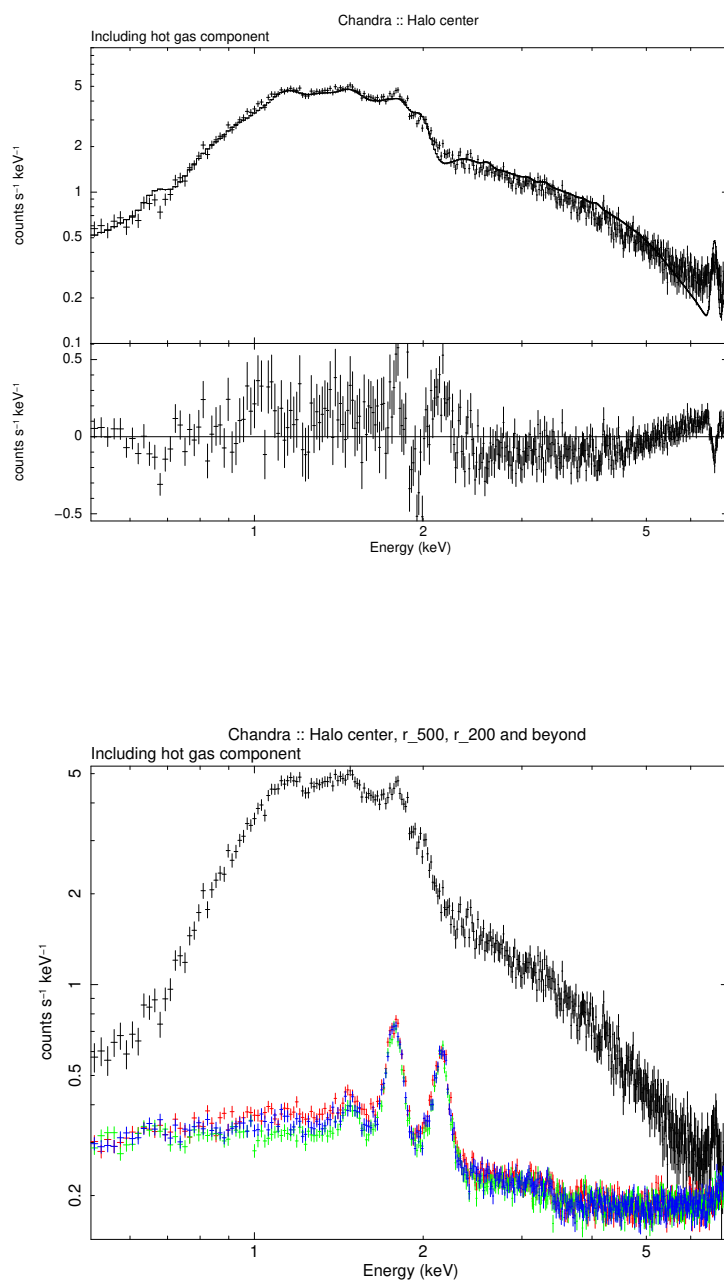 Chandra :: Halo center
Including hot gas component
5
2
1
0.5
0.2
0.1
counts s⁻¹ keV⁻¹
0.5
0
−0.5
counts s⁻¹ keV⁻¹
1 2 5
Energy (keV)
Chandra :: Halo center, r_500, r_200 and beyond
Including hot gas component
5
2
1
0.5
0.2
counts s⁻¹ keV⁻¹
1 2 5
Energy (keV)